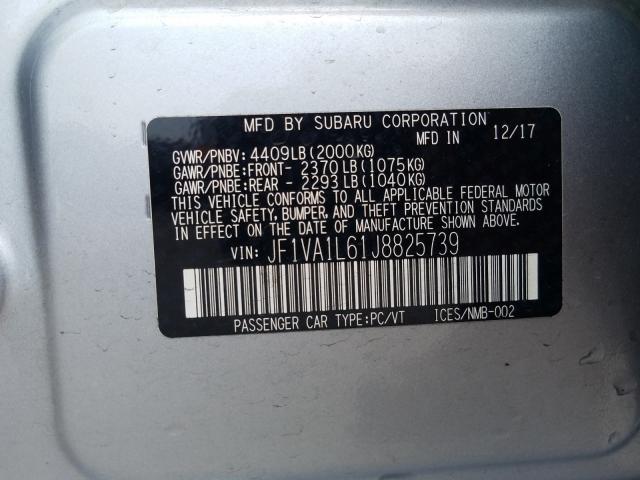 MFD BY SUBARU CORPORATION
MFD IN 12/17
GVWR/PNBV: 4409LB(2000KG)
GAWR/PNBE:FRONT- 2370LB(1075KG)
GAWR/PNBE:REAR - 2293LB(1040KG)
THIS VEHICLE CONFORMS TO ALL APPLICABLE FEDERAL MOTOR
VEHICLE SAFETY, BUMPER, AND THEFT PREVENTION STANDARDS
IN EFFECT ON THE DATE OF MANUFACTURE SHOWN ABOVE.
VIN: JF1VA1L61J8825739
PASSENGER CAR TYPE:PC/VT ICES/NMB-002